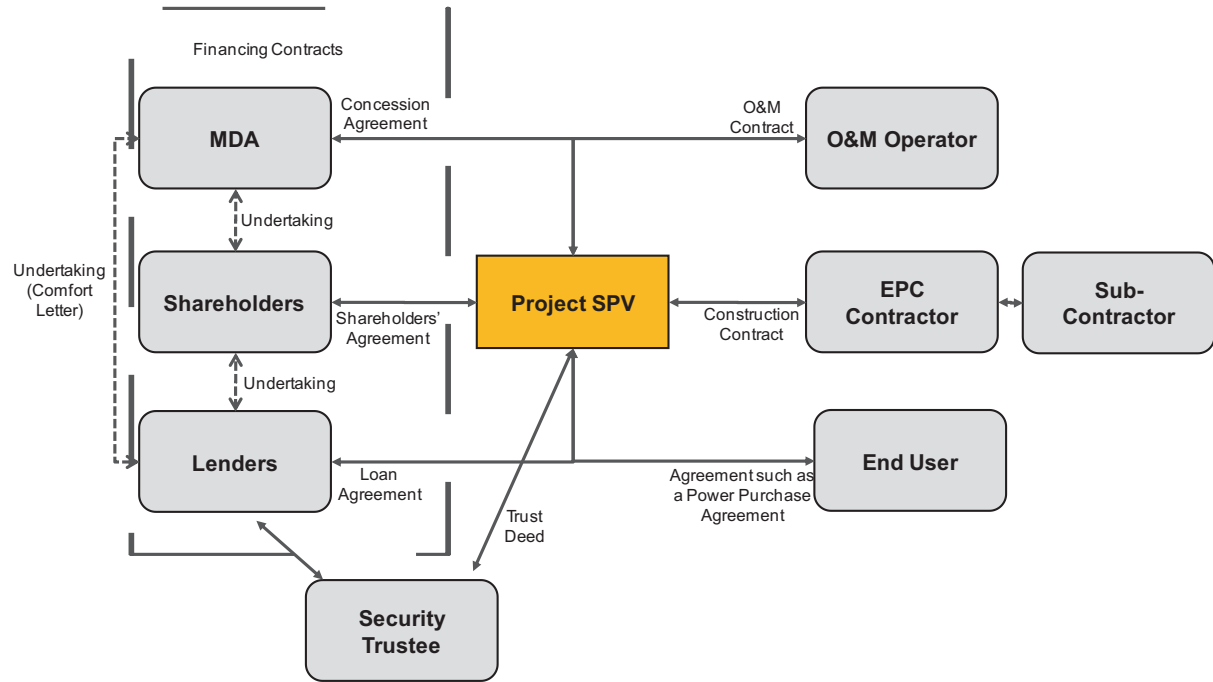 Financing Contracts
MDA
Concession
Agreement
O&M
Contract
O&M Operator
Undertaking
Undertaking
(Comfort
Letter)
Shareholders
Shareholders’
Agreement
Project SPV
Construction
Contract
EPC
Contractor
Sub-
Contractor
Undertaking
Lenders
Loan
Agreement
Trust
Deed
Agreement such as
a Power Purchase
Agreement
End User
Security
Trustee